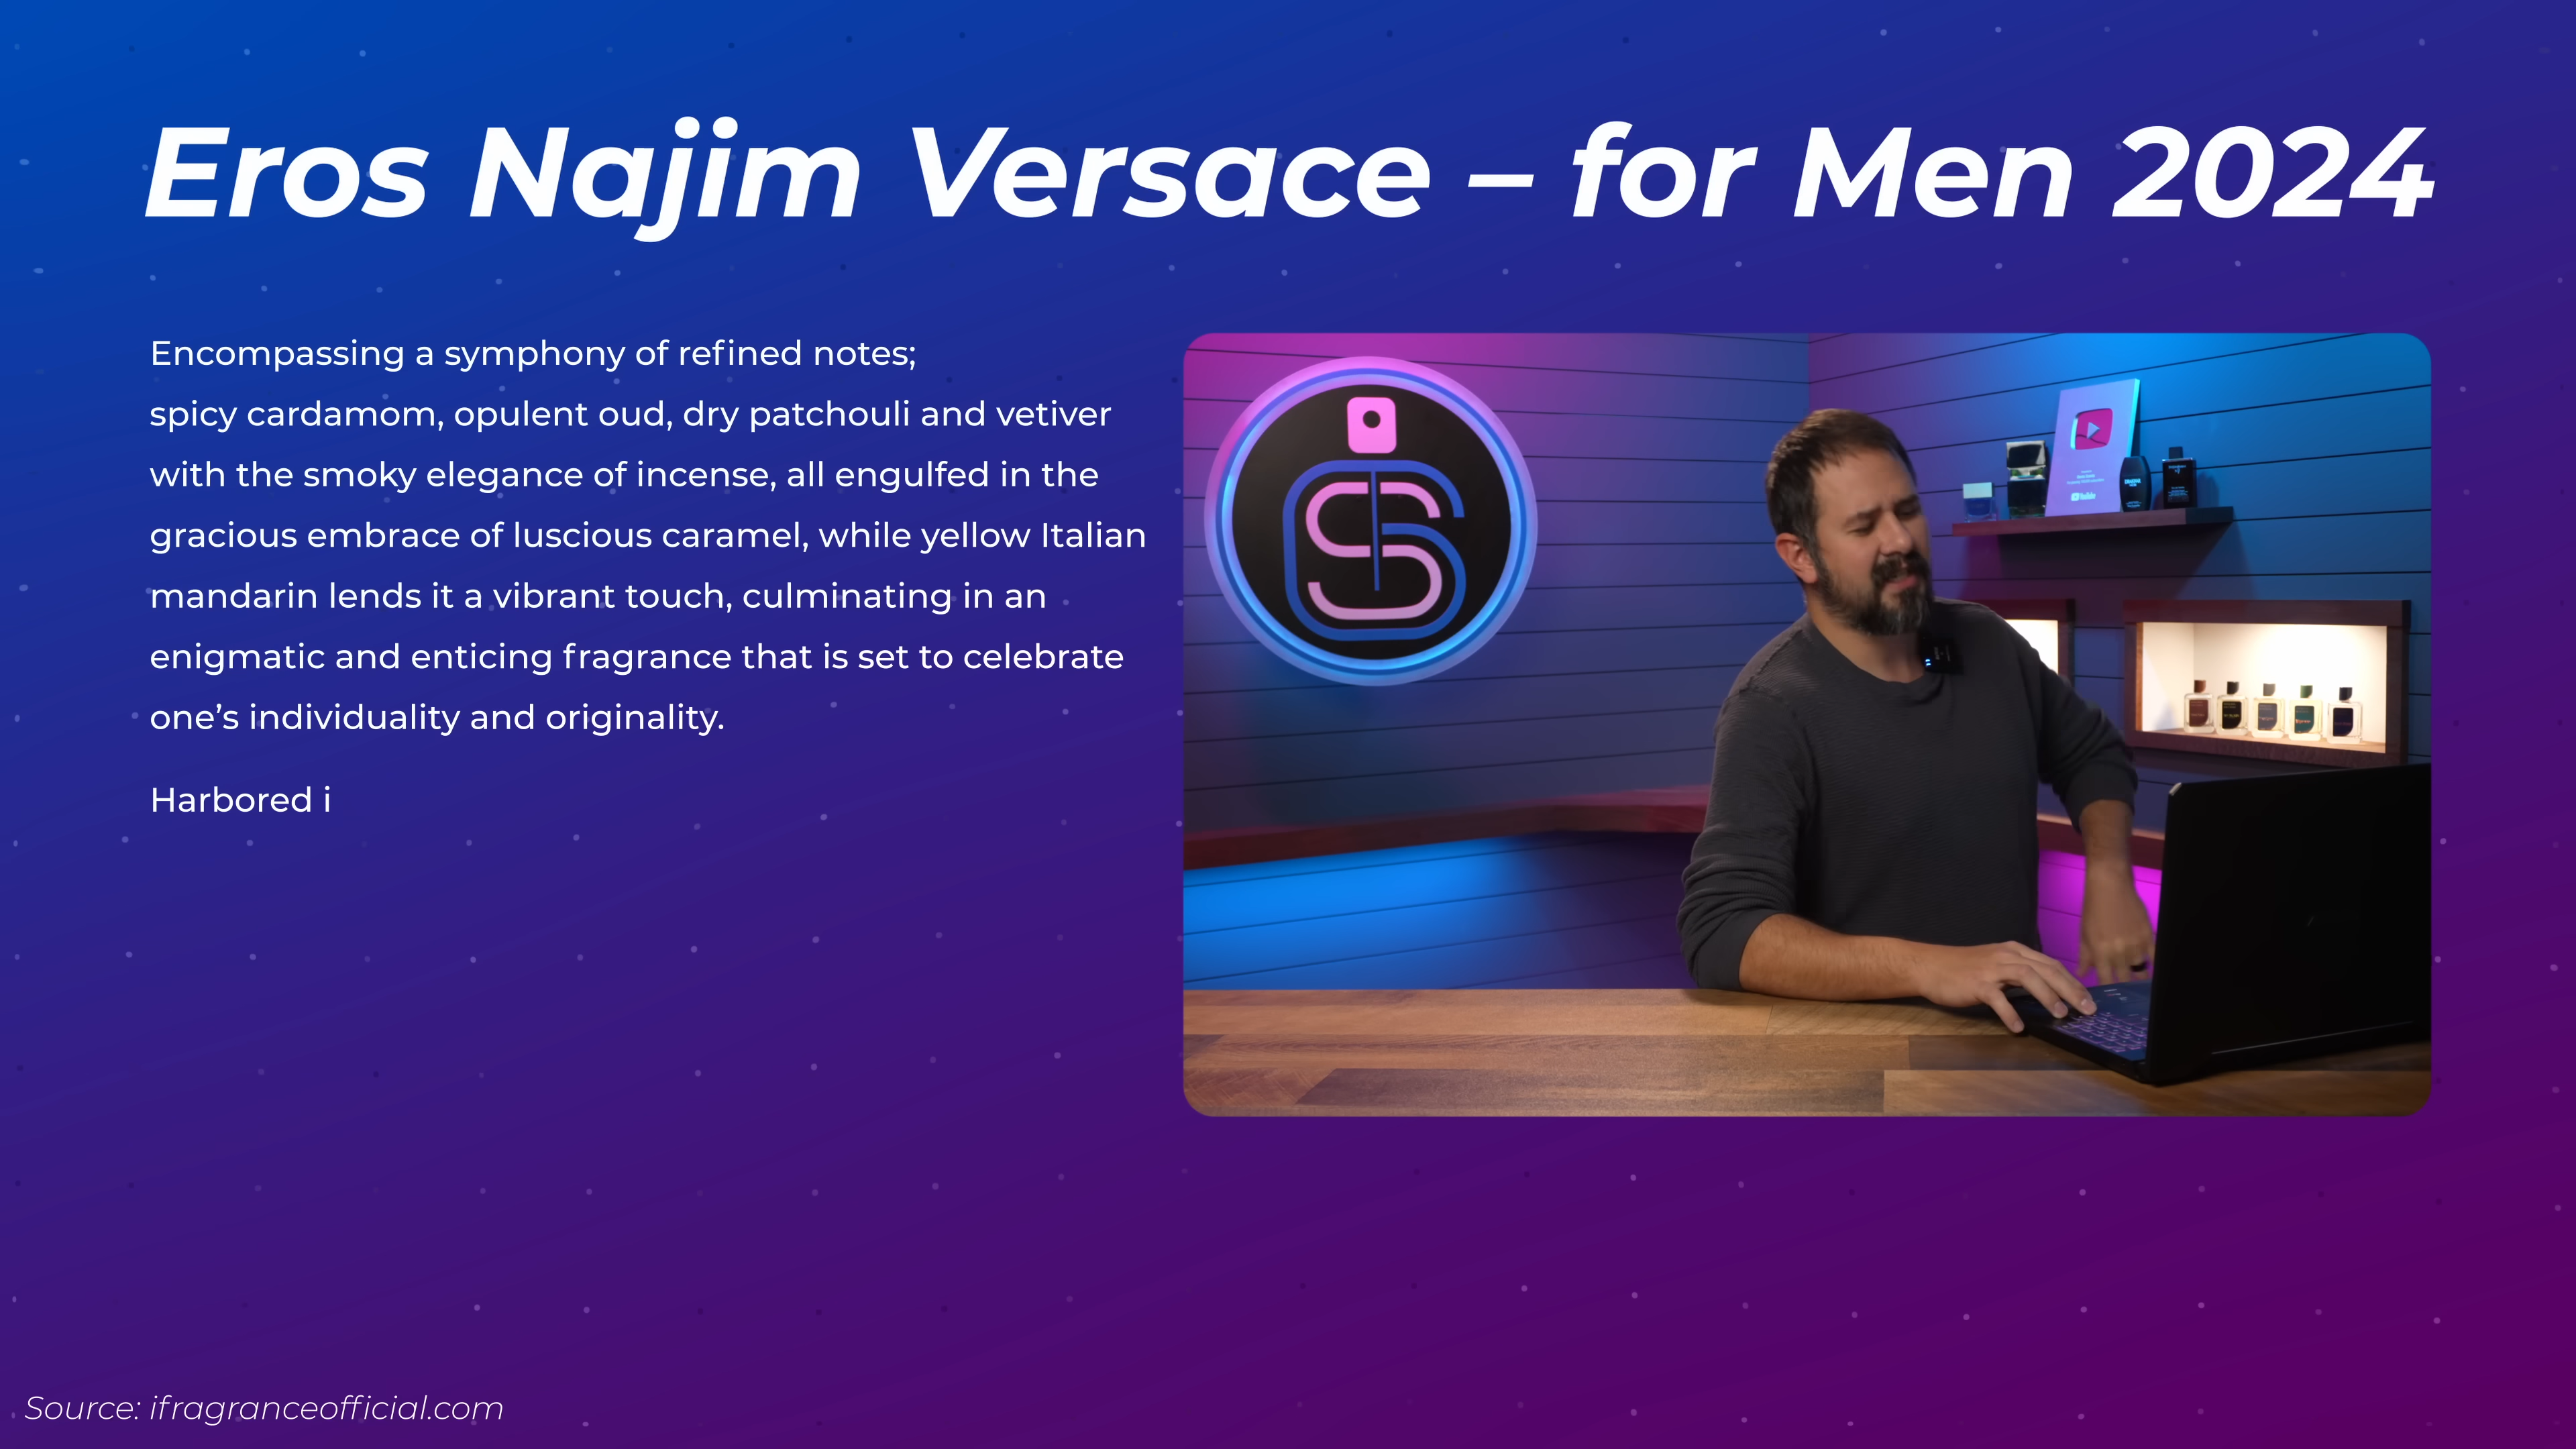 Eros Najim Versace – for Men 2024
Encompassing a symphony of refined notes;
spicy cardamom, opulent oud, dry patchouli and vetiver
with the smoky elegance of incense, all engulfed in the
gracious embrace of luscious caramel, while yellow Italian
mandarin lends it a vibrant touch, culminating in an
enigmatic and enticing fragrance that is set to celebrate
one’s individuality and originality.
Harbored i
YouTube
Source: ifragranceofficial.com